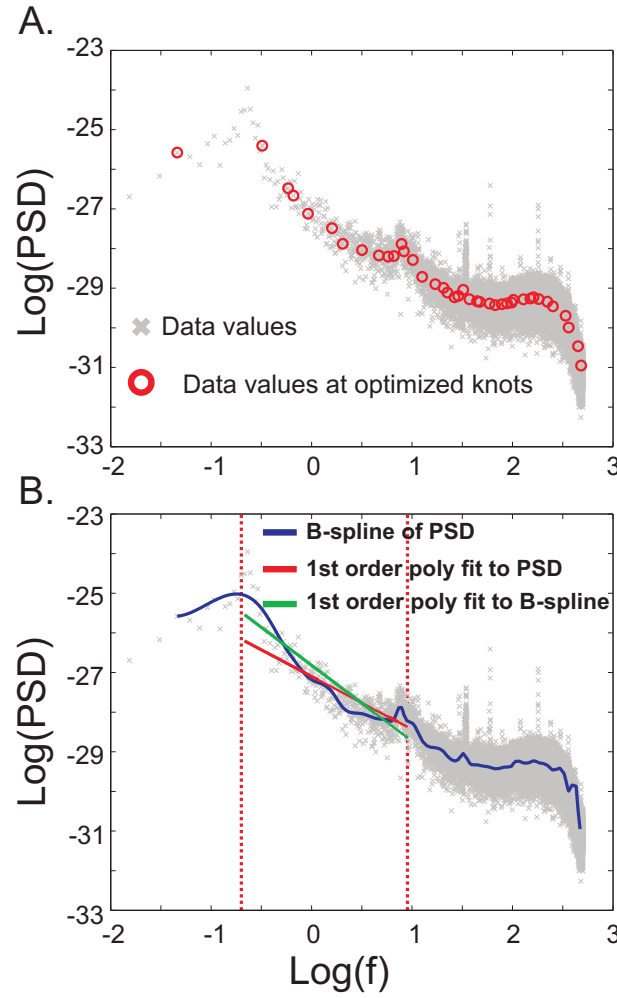 A.
-23
-25
-27
-29
-31
-33
Log(PSD)
Data values
Data values at optimized knots
-2
-1
0
1
2
3
B.
-23
-25
-27
-29
-31
-33
Log(PSD)
B-spline of PSD
1st order poly fit to PSD
1st order poly fit to B-spline
-2
-1
0
1
2
3
Log(f)